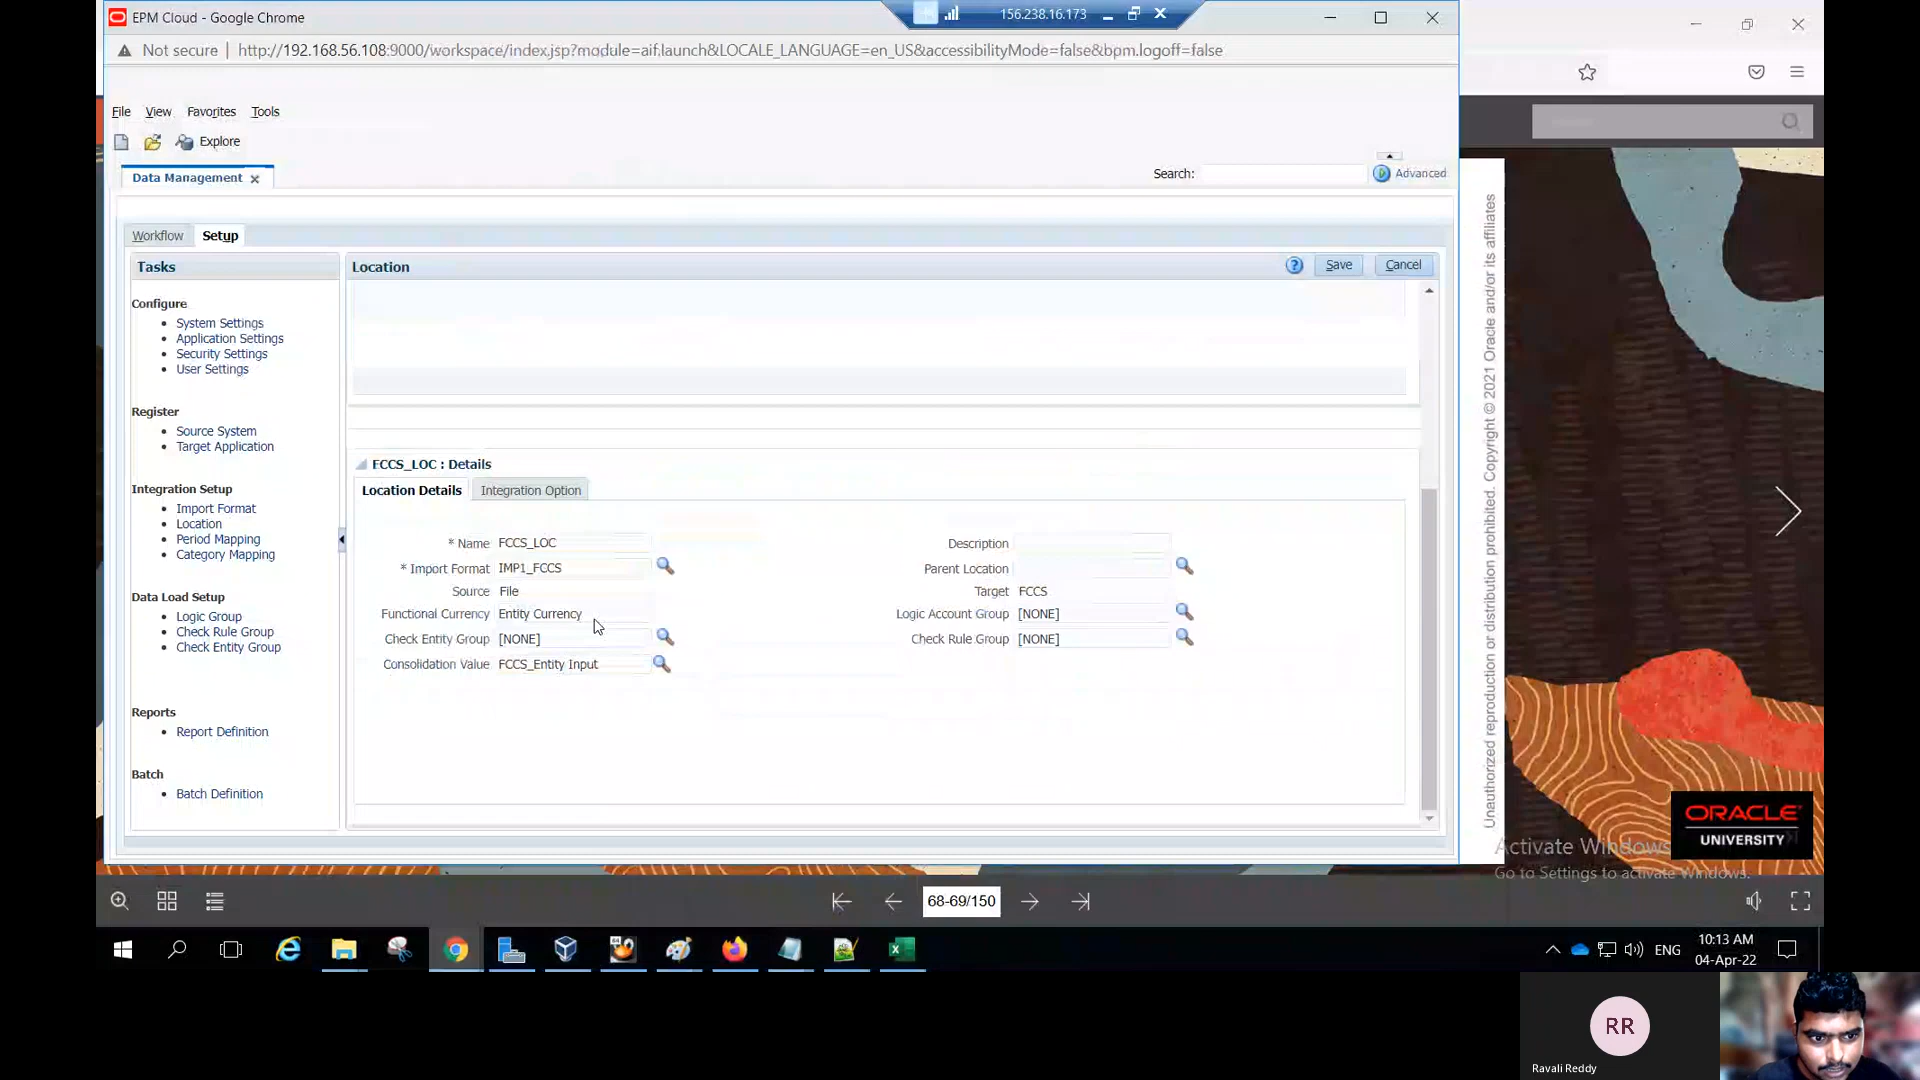 EPM Cloud - Google Chrome
156.238.16.173
Not secure
http://192.168.56.108:9000/workspace/index.jsp?module=aif.launch&LOCALE_LANGUAGE=en_US&accessibilityMode=false&bpm.logoff=false
File View Favorites Tools
Explore
Data Management
Search:
Advanced
Workflow Setup
Tasks
Configure
System Settings
Application Settings
Security Settings
User Settings
Register
Source System
Target Application
Integration Setup
Import Format
Location
Period Mapping
Category Mapping
Data Load Setup
Logic Group
Check Rule Group
Check Entity Group
Reports
Report Definition
Batch
Batch Definition
Location
Save Cancel
FCCS_LOC : Details
Location Details Integration Option
* Name FCCS_LOC
Description
* Import Format IMP1_FCCS
Parent Location
Source File
Target FCCS
Functional Currency Entity Currency
Logic Account Group [NONE]
Check Entity Group [NONE]
Check Rule Group [NONE]
Consolidation Value FCCS_Entity Input
Unauthorized reproduction or distribution prohibited. Copyright © 2021 Oracle and/or its affiliates
ORACLE
UNIVERSITY
Activate Windows
Go to Settings to activate Windows.
68-69/150
ENG
10:13 AM
04-Apr-22
RR
Ravali Reddy